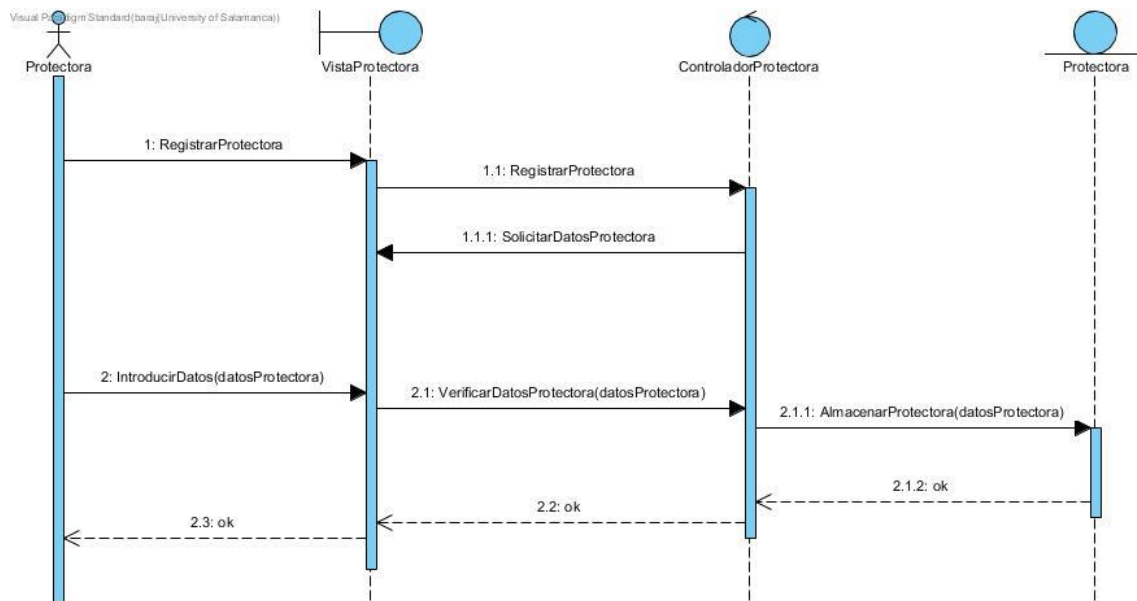 Visual Paradigm Standard(baraj(University of Salamanca))
Protectora
VistaProtectora
ControladorProtectora
Protectora
1: RegistrarProtectora
1.1: RegistrarProtectora
1.1.1: SolicitarDatosProtectora
2: IntroducirDatos(datosProtectora)
2.1: VerificarDatosProtectora(datosProtectora)
2.1.1: AlmacenarProtectora(datosProtectora)
2.1.2: ok
2.2: ok
2.3: ok